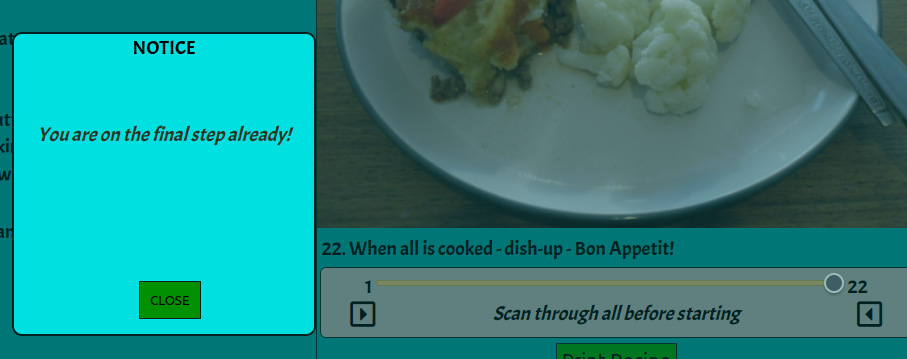 NOTICE
You are on the final step already!
CLOSE
22. When all is cooked - dish-up - Bon Appetit!
1
22
Scan through all before starting
Print Recipe